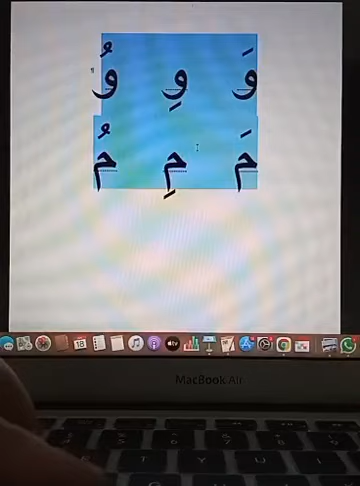 وَ وِ وُ
مَ مِ مُ
MacBook Air